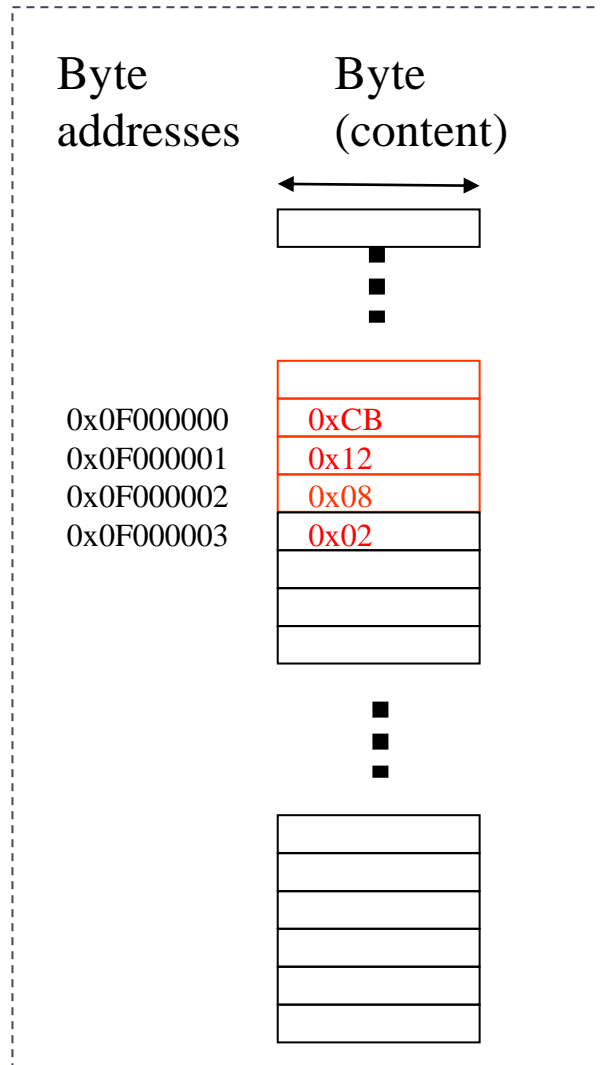 Byte addresses
Byte (content)
0x0F000000 0xCB
0x0F000001 0x12
0x0F000002 0x08
0x0F000003 0x02